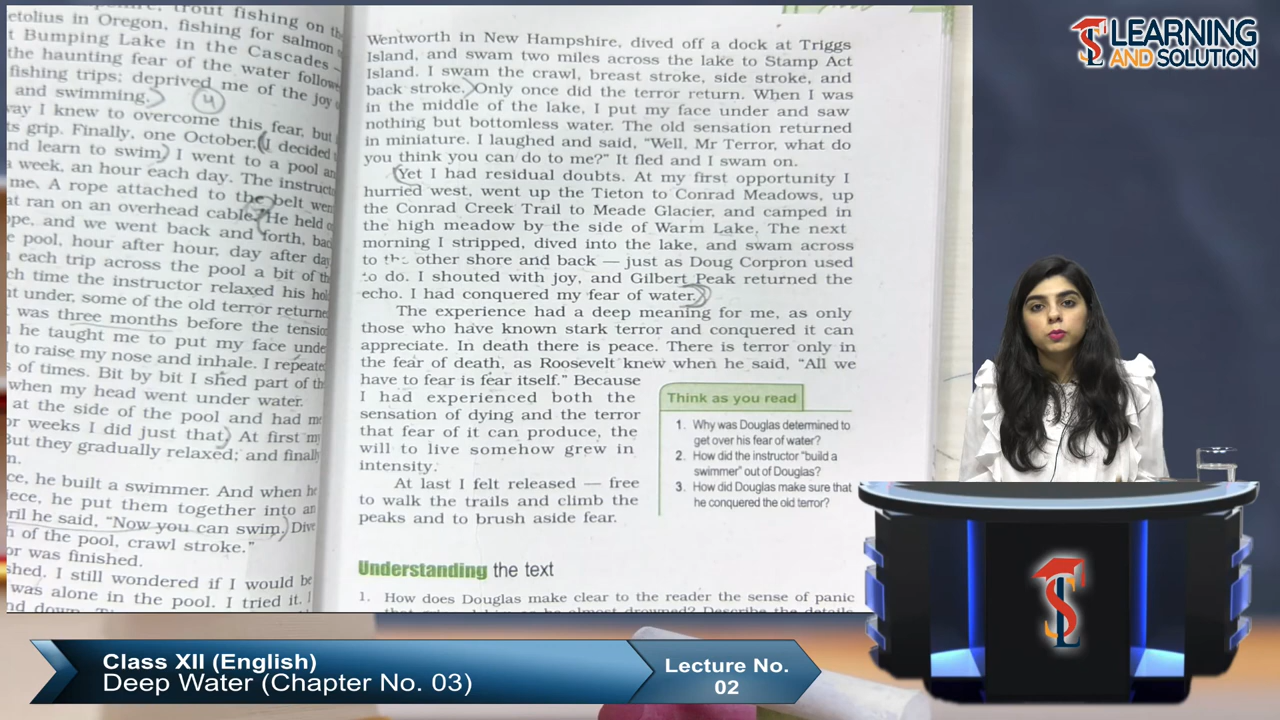 trout fishing on
etolius in Oregon, fishing for salmon
t Bumping Lake in the Cascades
the haunting fear of the water follow
fishing trips; deprived me of the joy
and swimming.
4
way I knew to overcome this fear, but
ts grip. Finally, one October, I decided
nd learn to swim. I went to a pool an
a week, an hour each day. The instruct
me. A rope attached to the belt wen
at ran on an overhead cable. He held
ope, and we went back and forth, bac
e pool, hour after hour, day after day
each trip across the pool a bit of th
ch time the instructor relaxed his hol
nt under, some of the old terror returne
was three months before the tension
he taught me to put my face unde
to raise my nose and inhale. I repeate
s of times. Bit by bit I shed part of th
when my head went under water.
at the side of the pool and had m
or weeks I did just that. At first my
But they gradually relaxed; and finally
n.
ce, he built a swimmer. And when he
iece, he put them together into an
ril he said, "Now you can swim. Dive
h of the pool, crawl stroke."
or was finished.
shed. I still wondered if I would be
was alone in the pool. I tried it. I
Wentworth in New Hampshire, dived off a dock at Triggs
Island, and swam two miles across the lake to Stamp Act
Island. I swam the crawl, breast stroke, side stroke, and
back stroke. Only once did the terror return. When I was
in the middle of the lake, I put my face under and saw
nothing but bottomless water. The old sensation returned
in miniature. I laughed and said, "Well, Mr Terror, what do
you think you can do to me?" It fled and I swam on.
Yet I had residual doubts. At my first opportunity I
hurried west, went up the Tieton to Conrad Meadows, up
the Conrad Creek Trail to Meade Glacier, and camped in
the high meadow by the side of Warm Lake. The next
morning I stripped, dived into the lake, and swam across
to the other shore and back — just as Doug Corpron used
to do. I shouted with joy, and Gilbert Peak returned the
echo. I had conquered my fear of water.
The experience had a deep meaning for me, as only
those who have known stark terror and conquered it can
appreciate. In death there is peace. There is terror only in
the fear of death, as Roosevelt knew when he said, "All we
have to fear is fear itself." Because
I had experienced both the
sensation of dying and the terror
that fear of it can produce, the
will to live somehow grew in
intensity.
At last I felt released — free
to walk the trails and climb the
peaks and to brush aside fear.
Think as you read
1. Why was Douglas determined to
get over his fear of water?
2. How did the instructor "build a
swimmer" out of Douglas?
3. How did Douglas make sure that
he conquered the old terror?
Understanding the text
1. How does Douglas make clear to the reader the sense of panic
LEARNING
AND SOLUTION
Class XII (English)
Deep Water (Chapter No. 03)
Lecture No.
02